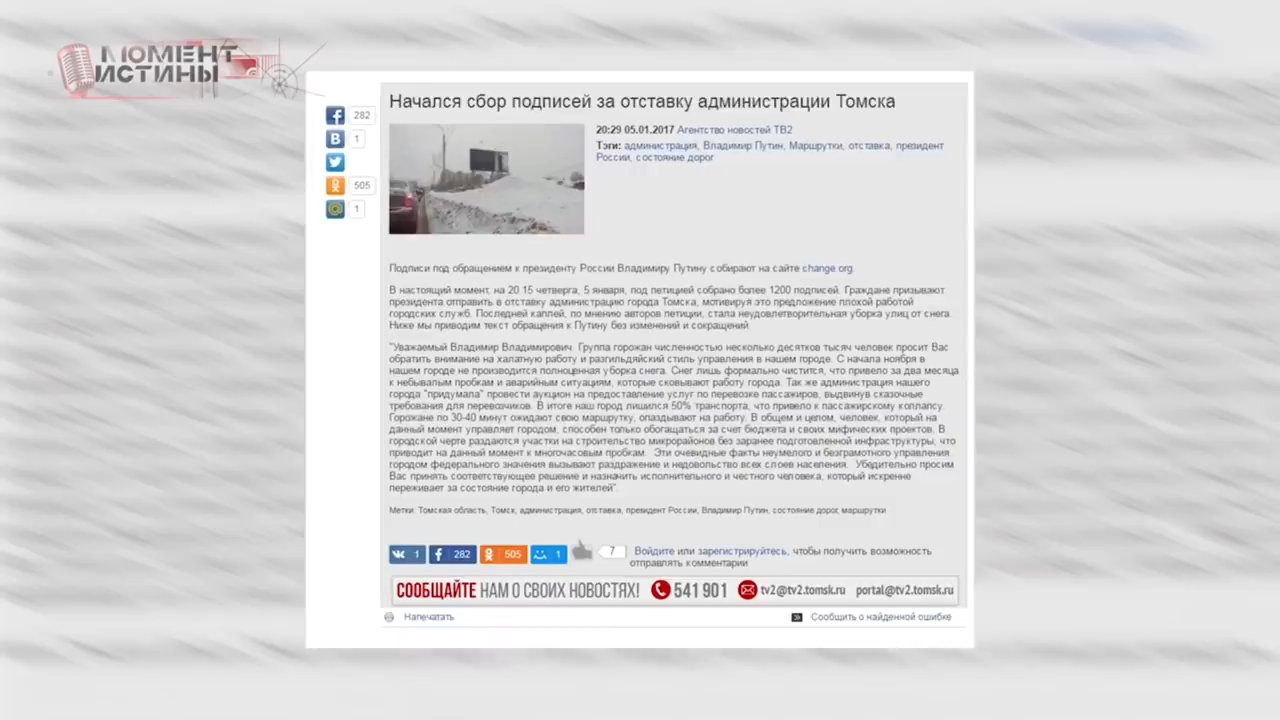 МОМЕНТ
ИСТИНЫ
Начался сбор подписей за отставку администрации Томска
282
1
505
1
20:29 05.01.2017 Агентство новостей ТВ2
Тэги: администрация, Владимир Путин, Маршрутки, отставка, президент
России, состояние дорог
Подписи под обращением к президенту России Владимиру Путину собирают на сайте change.org.
В настоящий момент, на 20.15 четверга, 5 января, под петицией собрано более 1200 подписей. Граждане призывают
президента отправить в отставку администрацию города Томска, мотивируя это предложение плохой работой
городских служб. Последней каплей, по мнению авторов петиции, стала неудовлетворительная уборка улиц от снега.
Ниже мы приводим текст обращения к Путину без изменений и сокращений.
"Уважаемый Владимир Владимирович. Группа горожан численностью несколько десятков тысяч человек просит Вас
обратить внимание на халатную работу и разгильдяйский стиль управления в нашем городе. С начала ноября в
нашем городе не производится полноценная уборка снега. Снег лишь формально чистится, что привело за два месяца
к небывалым пробкам и аварийным ситуациям, которые сковывают работу города. Так же администрация нашего
города "придумала" провести аукцион на предоставление услуг по перевозке пассажиров, выдвинув сказочные
требования для перевозчиков. В итоге наш город лишился 50% транспорта, что привело к пассажирскому коллапсу.
Горожане по 30-40 минут ожидают свою маршрутку, опаздывают на работу. В общем и целом, человек, который на
данный момент управляет городом, способен только обогащаться за счет бюджета и своих мифических проектов. В
городской черте раздаются участки на строительство микрорайонов без заранее подготовленной инфраструктуры, что
приводит на данный момент к многочасовым пробкам. Эти очевидные факты неумелого и безграмотного управления
городом федерального значения вызывают раздражение и недовольство всех слоев населения. Убедительно просим
Вас принять соответствующее решение и назначить исполнительного и честного человека, который искренне
переживает за состояние города и его жителей".
Метки: Томская область, Томск, администрация, отставка, президент России, Владимир Путин, состояние дорог, маршрутки
1 282 505 1 7 Войдите или зарегистрируйтесь, чтобы получить возможность
отправлять комментарии
СООБЩАЙТЕ НАМ О СВОИХ НОВОСТЯХ! 541 901 tv2@tv2.tomsk.ru portal@tv2.tomsk.ru
Напечатать Сообщить о найденной ошибке